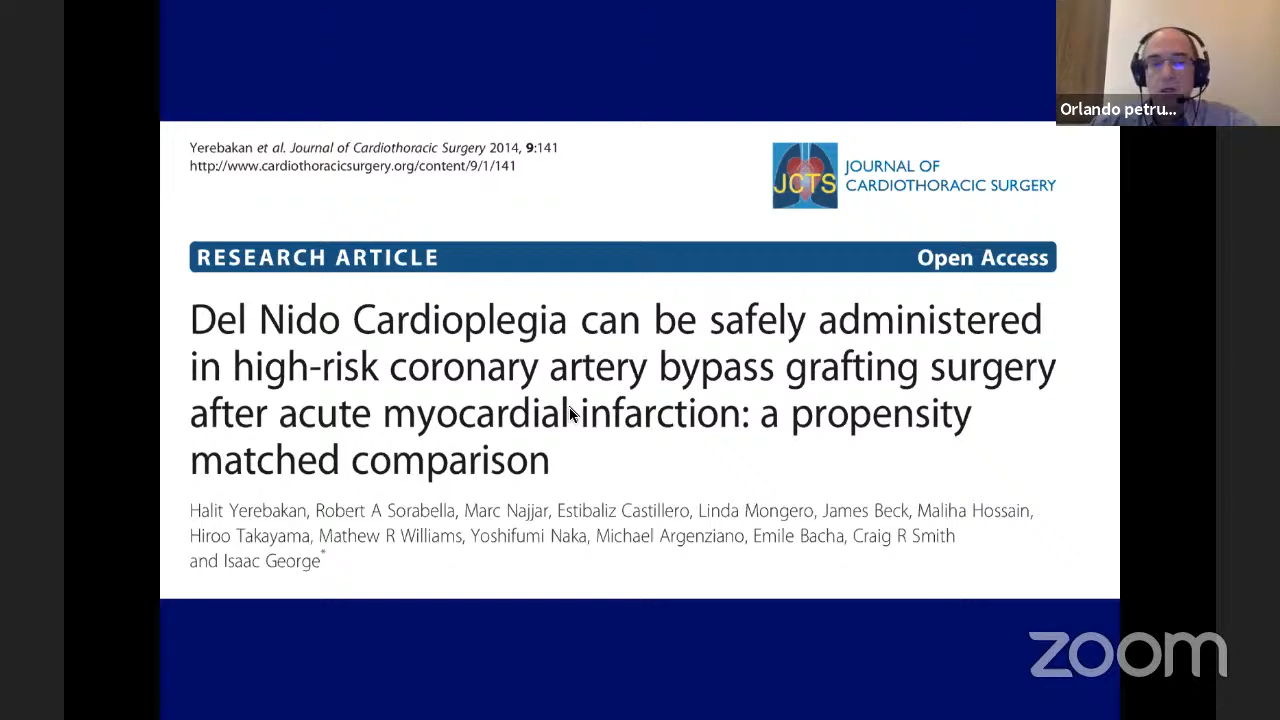 Orlando petru...
Yerebakan et al. Journal of Cardiothoracic Surgery 2014, 9:141
http://www.cardiothoracicsurgery.org/content/9/1/141
JCTS
JOURNAL OF
CARDIOTHORACIC SURGERY
RESEARCH ARTICLE
Open Access
Del Nido Cardioplegia can be safely administered
in high-risk coronary artery bypass grafting surgery
after acute myocardial infarction: a propensity
matched comparison
Halit Yerebakan, Robert A Sorabella, Marc Najjar, Estibaliz Castillero, Linda Mongero, James Beck, Maliha Hossain,
Hiroo Takayama, Mathew R Williams, Yoshifumi Naka, Michael Argenziano, Emile Bacha, Craig R Smith
and Isaac George*
zoom